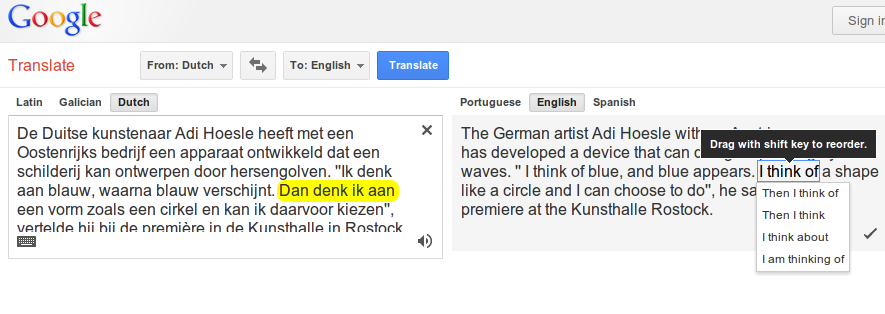 Google
Sign in
Translate
From: Dutch
To: English
Translate
Latin Galician Dutch
Portuguese English Spanish
De Duitse kunstenaar Adi Hoesle heeft met een
Oostenrijks bedrijf een apparaat ontwikkeld dat een
schilderij kan ontwerpen door hersengolven. "Ik denk
aan blauw, waarna blauw verschijnt. Dan denk ik aan
een vorm zoals een cirkel en kan ik daarvoor kiezen",
vertelde hij bij de première in de Kunsthalle in Rostock
The German artist Adi Hoesle with
Drag with shift key to reorder.
has developed a device that can
waves. " I think of blue, and blue appears. I think of a shape
like a circle and I can choose to do", he
premiere at the Kunsthalle Rostock.
Then I think of
Then I think
I think about
I am thinking of